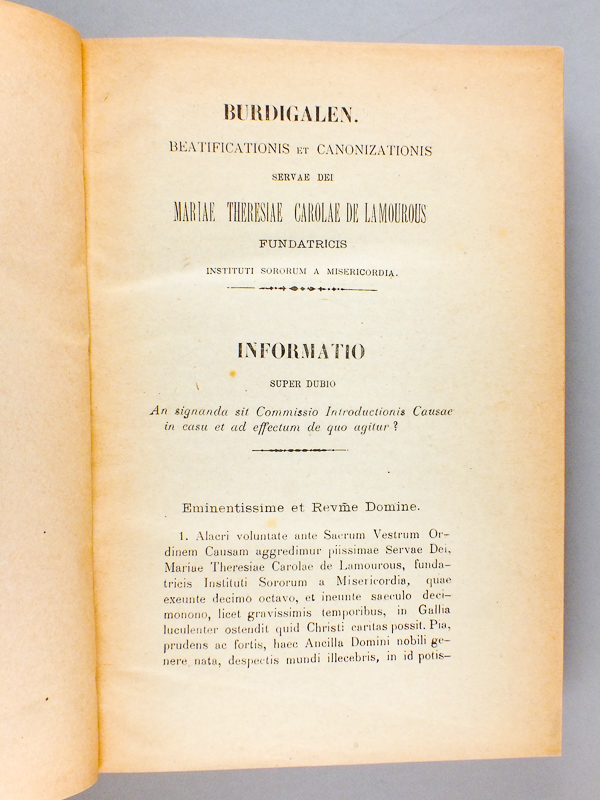 BURDIGALEN.
BEATIFICATIONIS ET CANONIZATIONIS
SERVAE DEI
MARIAE THERESIAE CAROLAE DE LAMOUROUS
FUNDATRICIS
INSTITUTI SORORUM A MISERICORDIA.
INFORMATIO
SUPER DUBIO
An signanda sit Commissio Introductionis Causae
in casu et ad effectum de quo agitur ?
Eminentissime et Revm̃e Domine.
1. Alacri voluntate ante Sacrum Vestrum Or-
dinem Causam aggredimur piissimae Servae Dei,
Mariae Theresiae Carolae de Lamourous, funda-
tricis Instituti Sororum a Misericordia, quae
exeunte decimo octavo, et ineunte saeculo deci-
monono, licet gravissimis temporibus, in Gallia
luculenter ostendit quid Christi caritas possit. Pia,
prudens ac fortis, haec Ancilla Domini nobili ge-
nere nata, despectis mundi illecebris, in id potis-